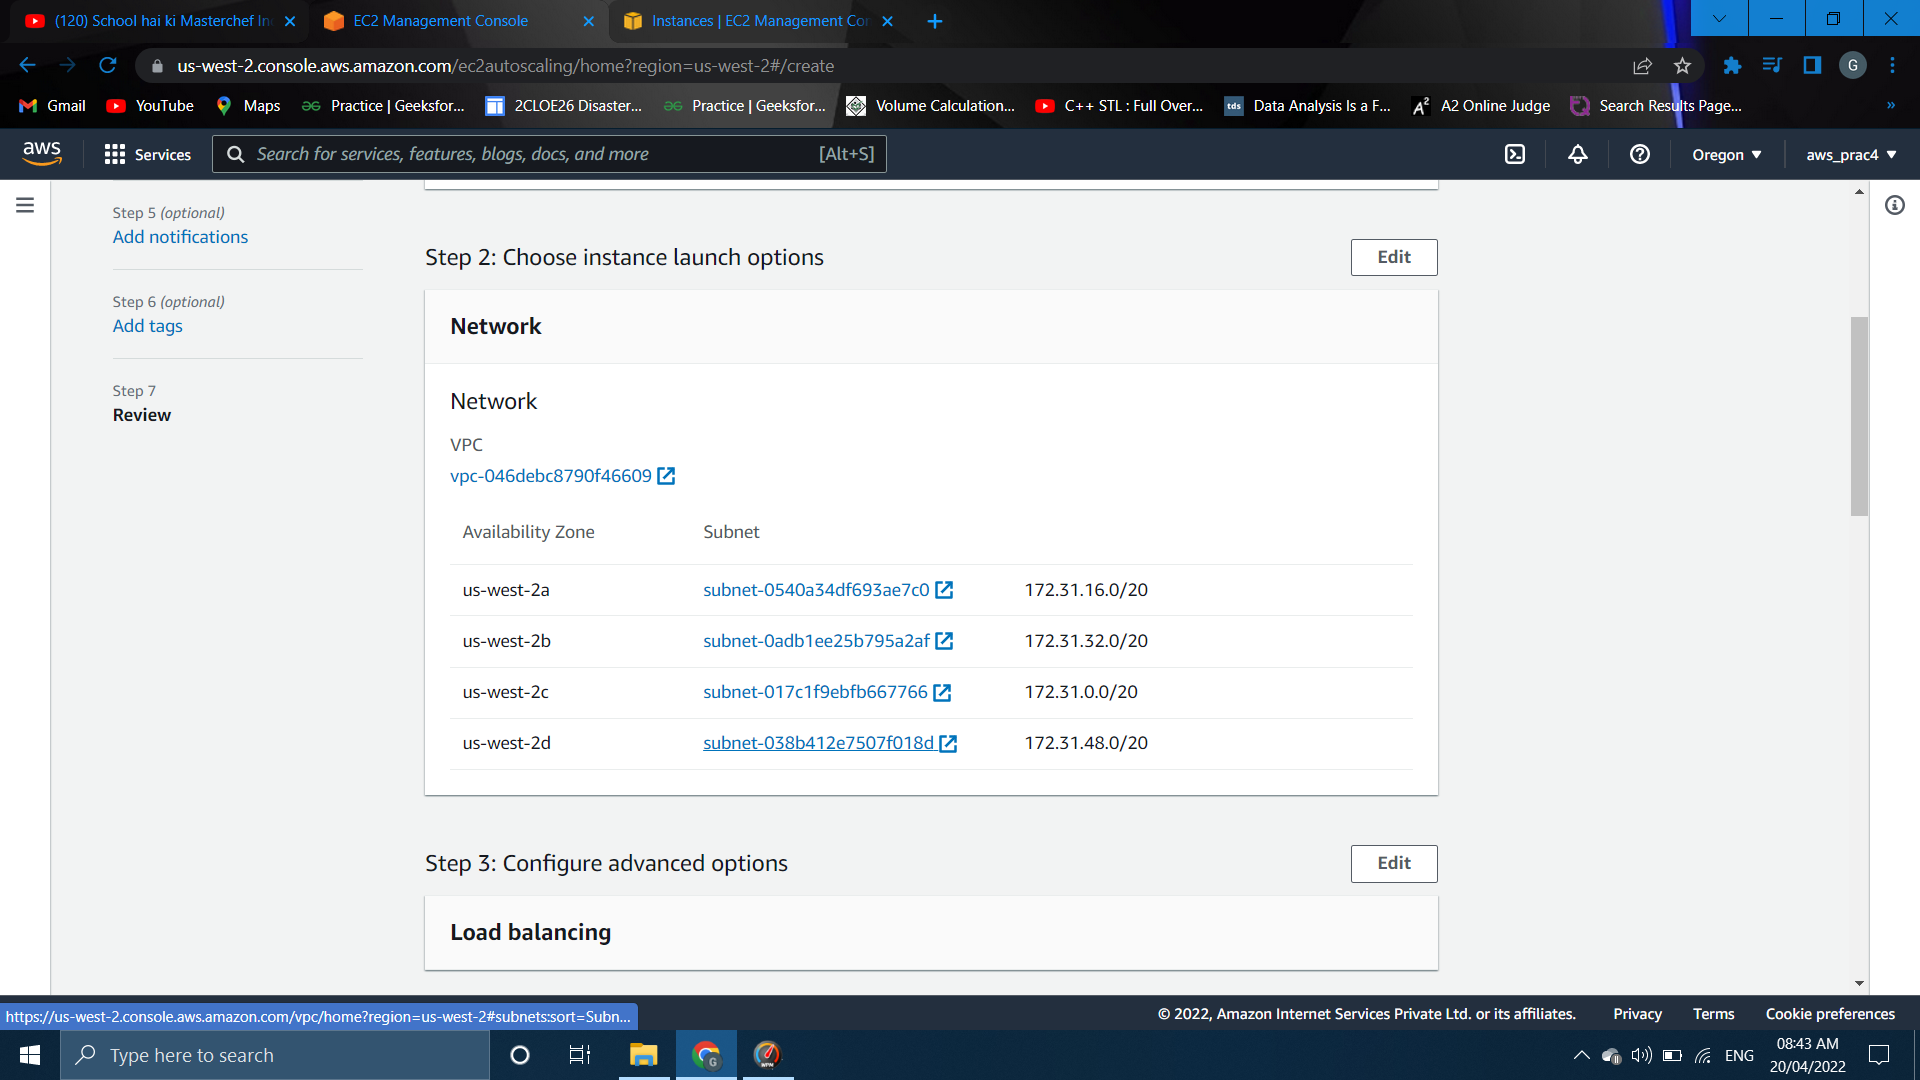 (120) School hai ki Masterchef In
EC2 Management Console
Instances | EC2 Management Con
us-west-2.console.aws.amazon.com/ec2autoscaling/home?region=us-west-2#/create
G
Gmail
YouTube
Maps
Practice | Geeksfor...
2CLOE26 Disaster...
Practice | Geeksfor...
Volume Calculation...
C++ STL : Full Over...
tds
Data Analysis Is a F...
A2 Online Judge
Search Results Page...
»
aws
Services
Search for services, features, blogs, docs, and more
[Alt+S]
Oregon
aws_prac4
Step 5 (optional)
Add notifications
Step 6 (optional)
Add tags
Step 7
Review
Step 2: Choose instance launch options
Edit
Network
Network
VPC
vpc-046debc8790f46609
Availability Zone Subnet
us-west-2a subnet-0540a34df693ae7c0 172.31.16.0/20
us-west-2b subnet-0adb1ee25b795a2af 172.31.32.0/20
us-west-2c subnet-017c1f9ebfb667766 172.31.0.0/20
us-west-2d subnet-038b412e7507f018d 172.31.48.0/20
Step 3: Configure advanced options
Edit
Load balancing
https://us-west-2.console.aws.amazon.com/vpc/home?region=us-west-2#subnets:sort=Subn...
© 2022, Amazon Internet Services Private Ltd. or its affiliates.
Privacy
Terms
Cookie preferences
Type here to search
ENG
08:43 AM
20/04/2022